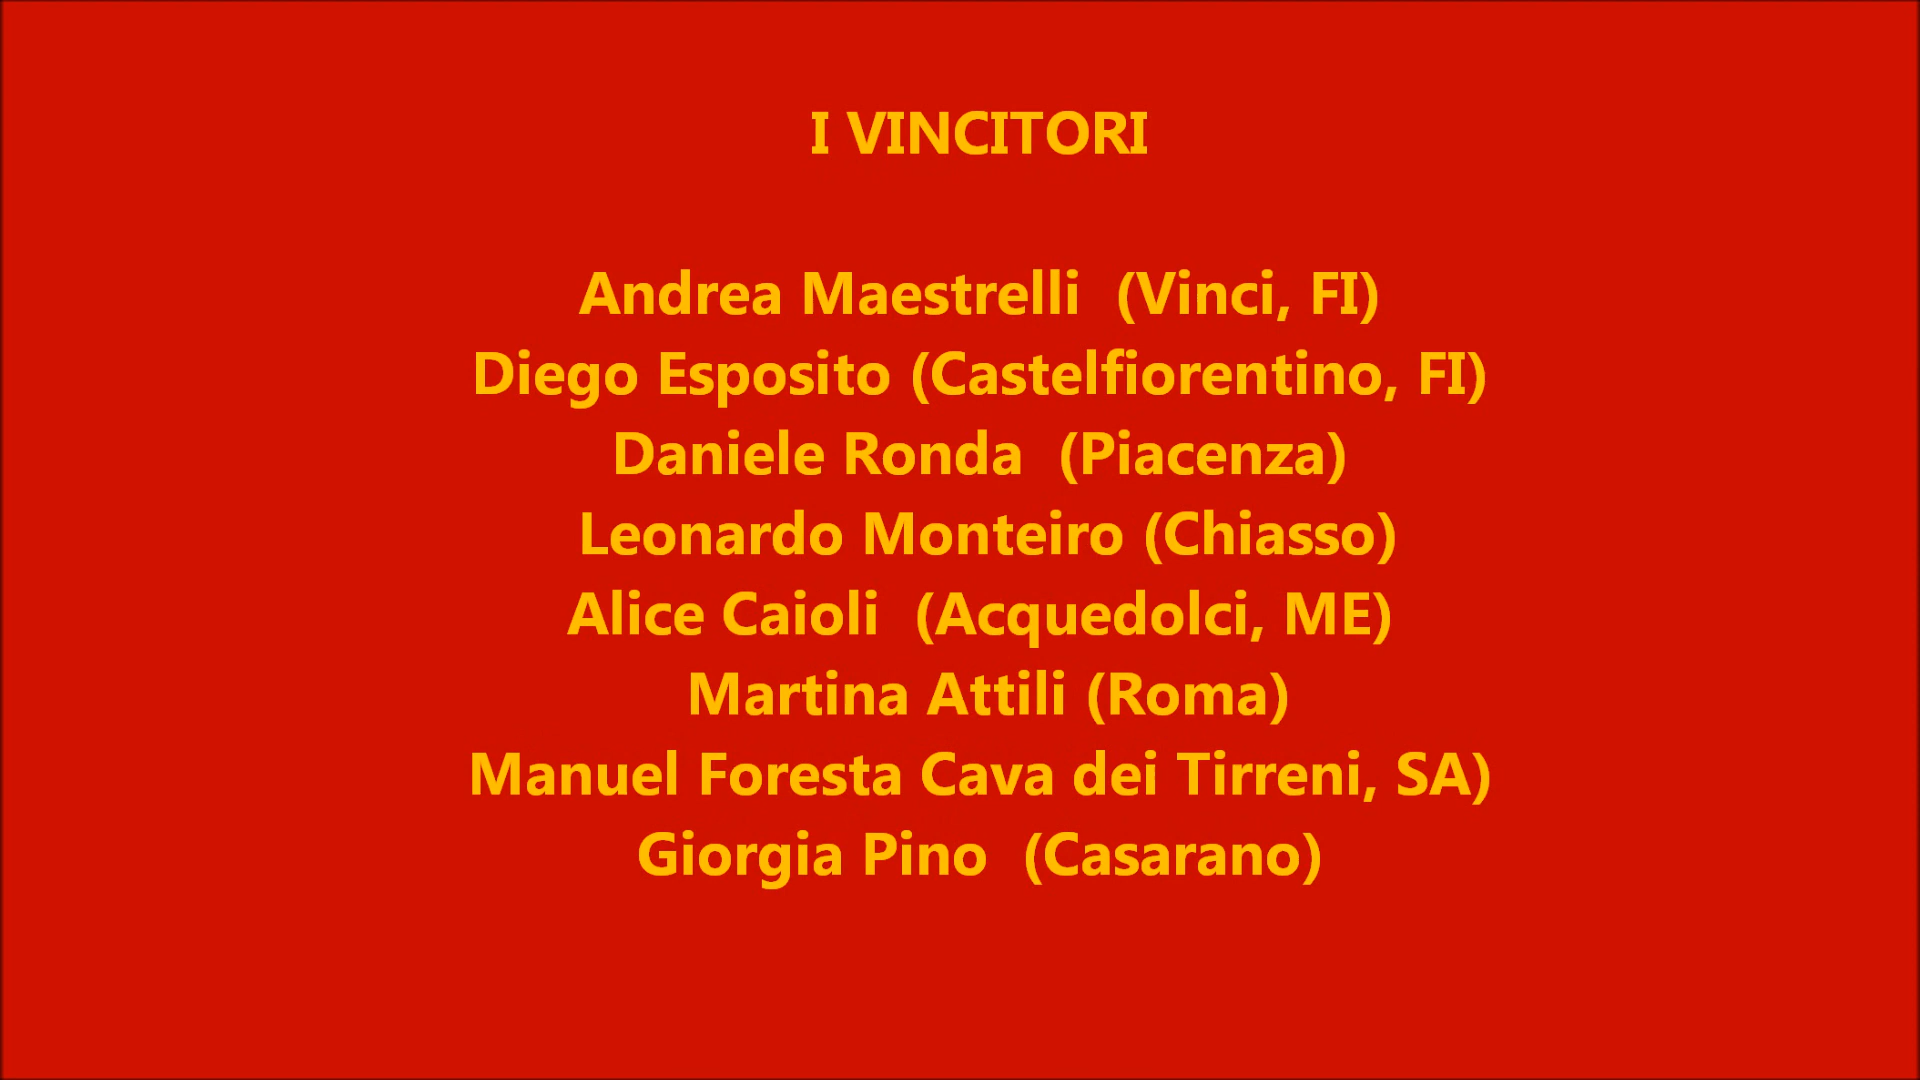 I VINCITORI
Andrea Maestrelli  (Vinci, FI)
Diego Esposito (Castelfiorentino, FI)
Daniele Ronda  (Piacenza)
Leonardo Monteiro (Chiasso)
Alice Caioli  (Acquedolci, ME)
Martina Attili (Roma)
Manuel Foresta Cava dei Tirreni, SA)
Giorgia Pino  (Casarano)